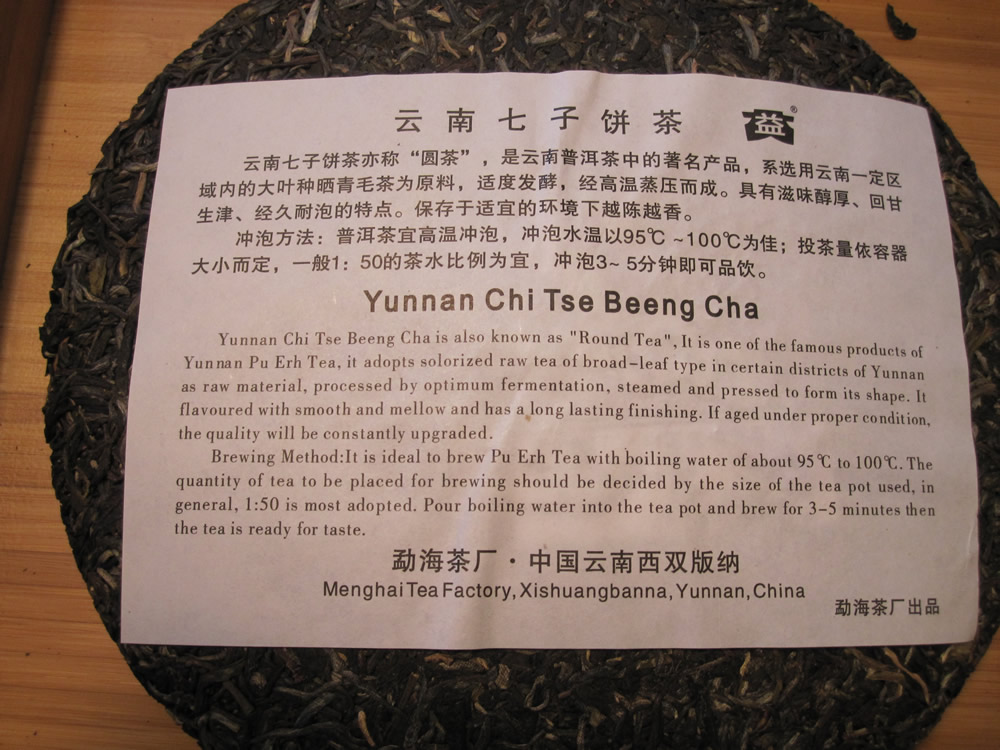 云南七子饼茶 益®
云南七子饼茶亦称“圆茶”，是云南普洱茶中的著名产品，系选用云南一定区
域内的大叶种晒青毛茶为原料，适度发酵，经高温蒸压而成。具有滋味醇厚、回甘
生津、经久耐泡的特点。保存于适宜的环境下越陈越香。
冲泡方法：普洱茶宜高温冲泡，冲泡水温以95℃ ~100℃为佳；投茶量依容器
大小而定，一般1：50的茶水比例为宜，冲泡3~ 5分钟即可品饮。
Yunnan Chi Tse Beeng Cha
Yunnan Chi Tse Beeng Cha is also known as "Round Tea", It is one of the famous products of
Yunnan Pu Erh Tea, it adopts solorized raw tea of broad-leaf type in certain districts of Yunnan
as raw material, processed by optimum fermentation, steamed and pressed to form its shape. It
flavoured with smooth and mellow and has a long lasting finishing. If aged under proper condition,
the quality will be constantly upgraded.
Brewing Method:It is ideal to brew Pu Erh Tea with boiling water of about 95℃ to 100℃. The
quantity of tea to be placed for brewing should be decided by the size of the tea pot used, in
general, 1:50 is most adopted. Pour boiling water into the tea pot and brew for 3-5 minutes then
the tea is ready for taste.
勐海茶厂·中国云南西双版纳
Menghai Tea Factory, Xishuangbanna, Yunnan, China
勐海茶厂出品